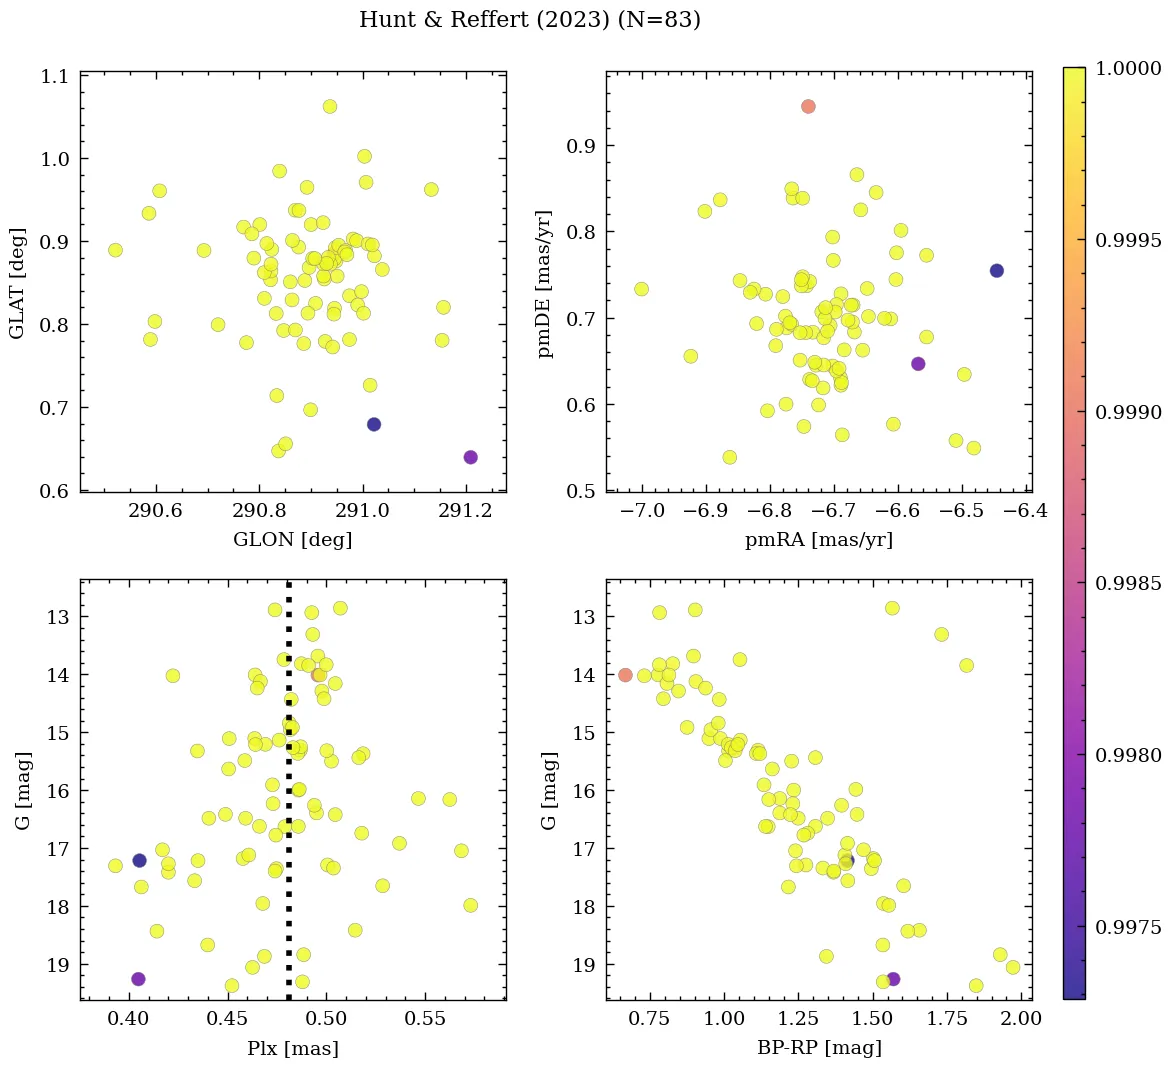 Hunt & Reffert (2023) (N=83)
1.1
1.0
0.9
0.8
0.7
0.6
GLAT [deg]
290.6 290.8 291.0 291.2
GLON [deg]
0.9
0.8
0.7
0.6
0.5
pmDE [mas/yr]
−7.0 −6.9 −6.8 −6.7 −6.6 −6.5 −6.4
pmRA [mas/yr]
13
14
15
16
17
18
19
G [mag]
0.40 0.45 0.50 0.55
Plx [mas]
13
14
15
16
17
18
19
G [mag]
0.75 1.00 1.25 1.50 1.75 2.00
BP-RP [mag]
1.0000
0.9995
0.9990
0.9985
0.9980
0.9975